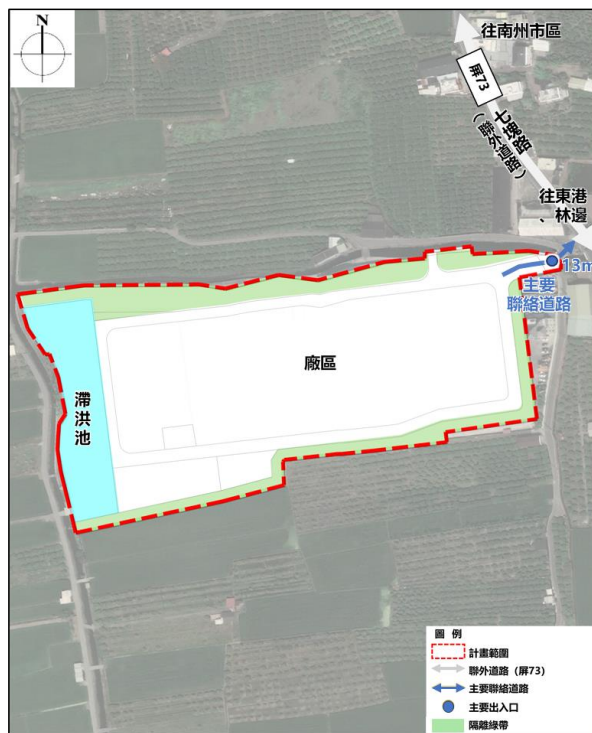 N
往南州市區
屏73
七塊路
（聯外道路）
往東港
、林邊
13m
主要
聯絡道路
廠區
滯洪池
圖 例
計畫範圍
聯外道路（屏73）
主要聯絡道路
主要出入口
隔離綠帶